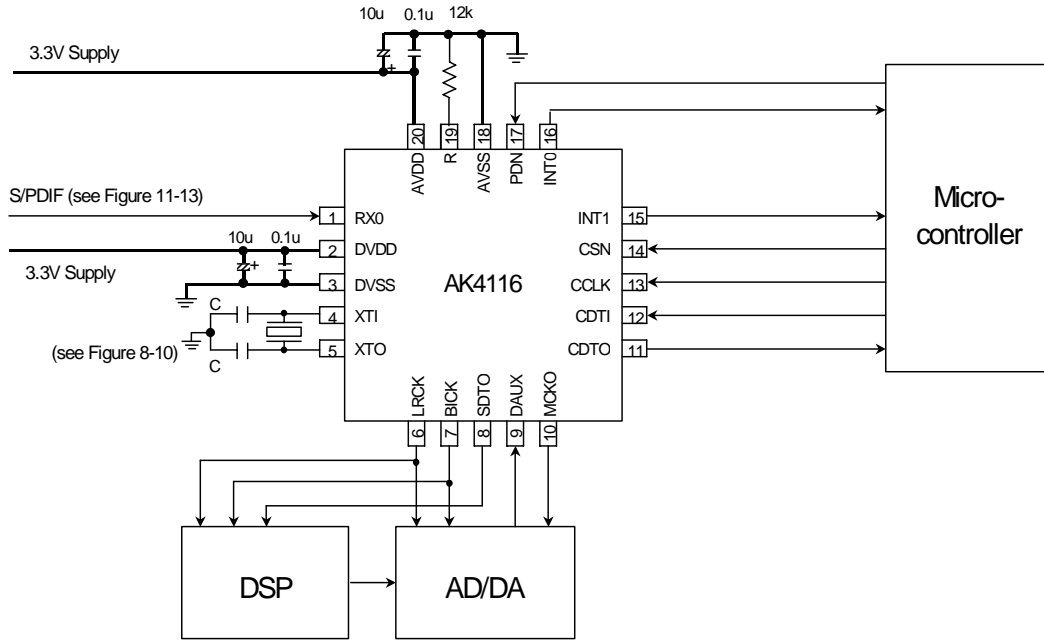 10u 0.1u 12k
3.3V Supply
+
20 19 18 17 16
AVDD R AVSS PDN INT0
S/PDIF (see Figure 11-13)
1 RX0
INT1 15
Micro-
controller
10u 0.1u
2 DVDD
CSN 14
+
3.3V Supply
3 DVSS
AK4116
CCLK 13
C
4 XTI
CDTI 12
(see Figure 8-10)
5 XTO
CDTO 11
C
LRCK BICK SDTO DAUX MCKO
6 7 8 9 10
DSP
AD/DA